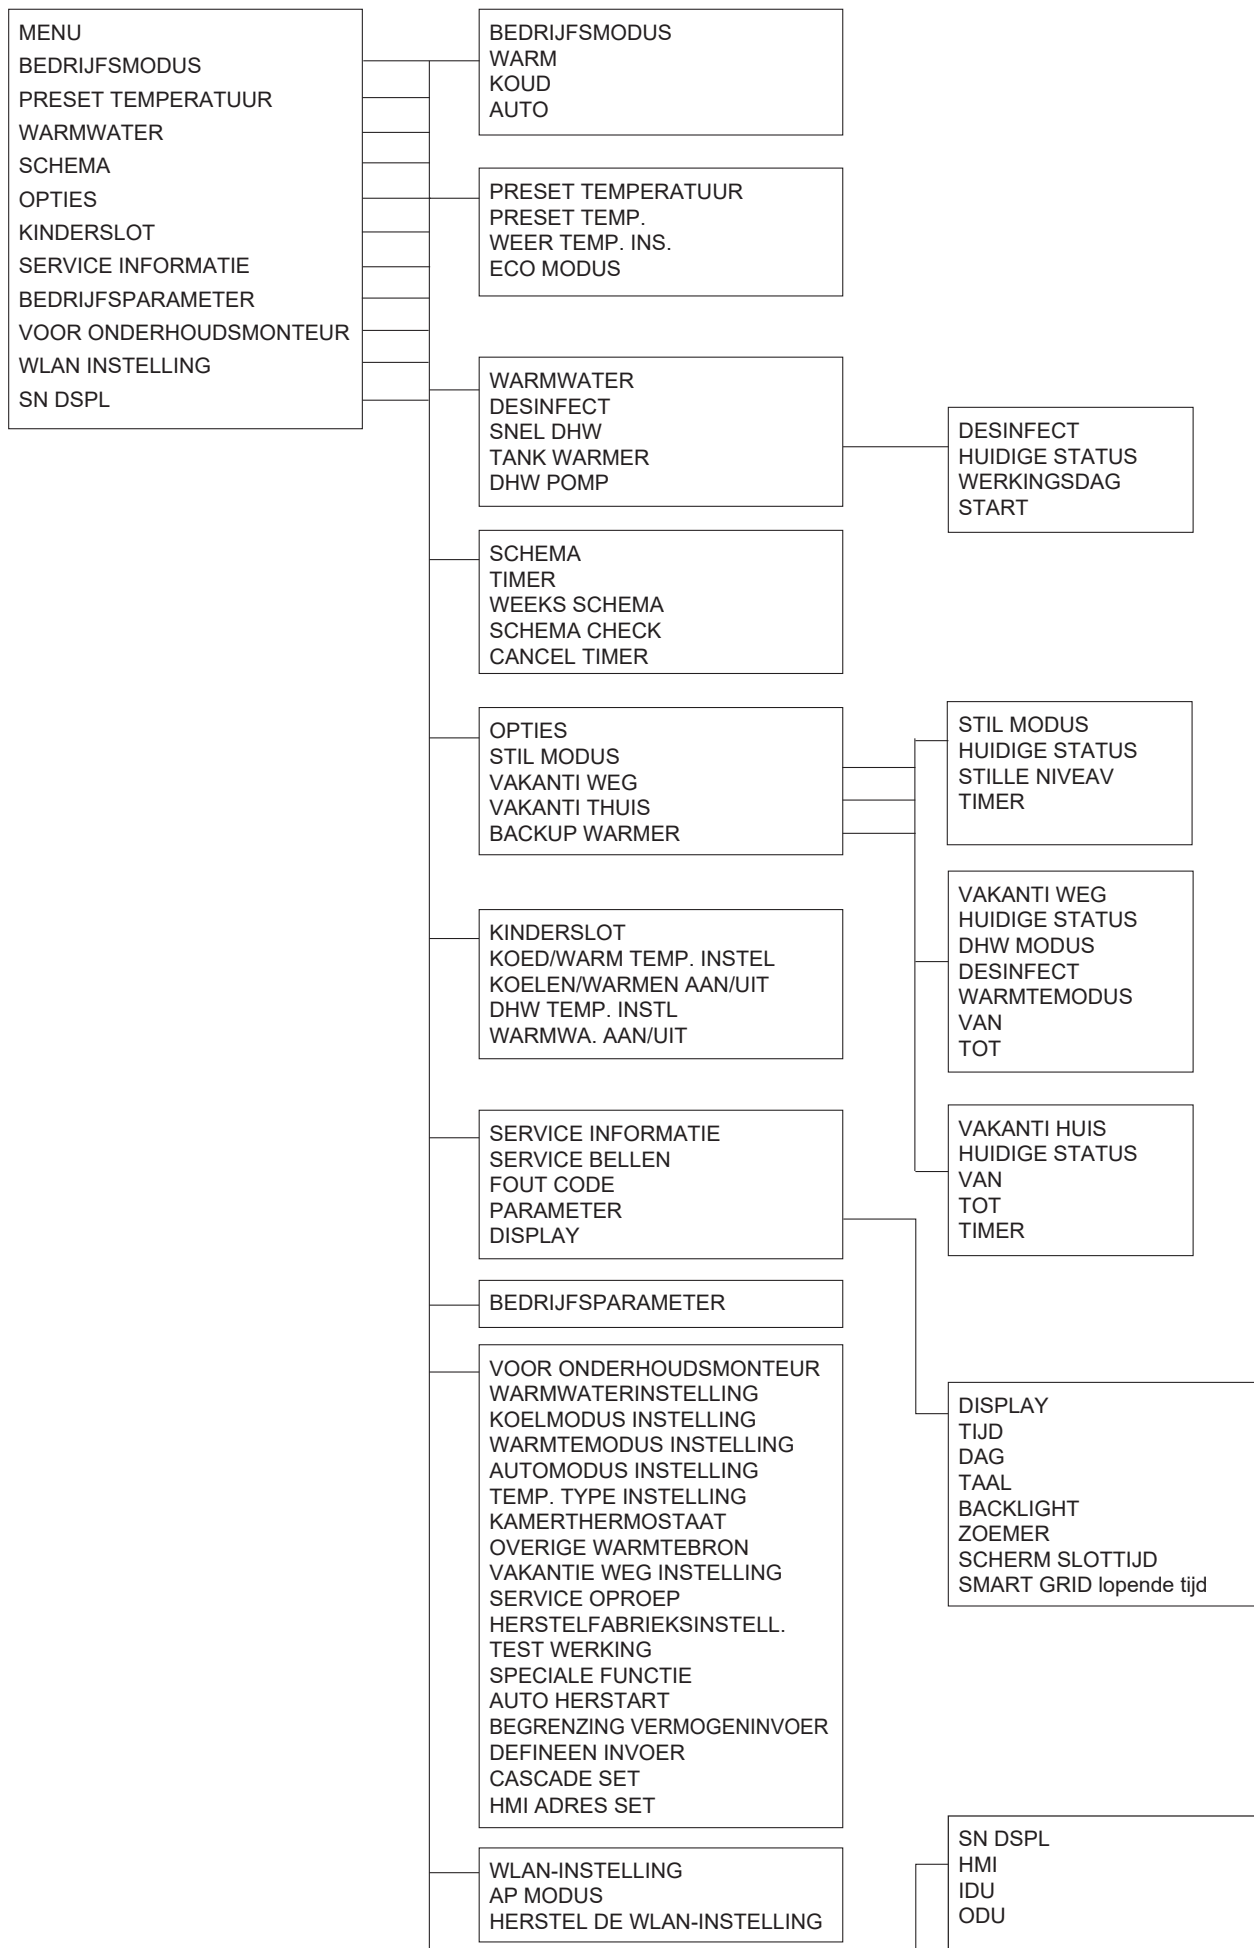 MENU
BEDRIJFSMODUS
PRESET TEMPERATUUR
WARMWATER
SCHEMA
OPTIES
KINDERSLOT
SERVICE INFORMATIE
BEDRIJFSPARAMETER
VOOR ONDERHOUDSMONTEUR
WLAN INSTELLING
SN DSPL
BEDRIJFSMODUS
WARM
KOUD
AUTO
PRESET TEMPERATUUR
PRESET TEMP.
WEER TEMP. INS.
ECO MODUS
WARMWATER
DESINFECT
SNEL DHW
TANK WARMER
DHW POMP
DESINFECT
HUIDIGE STATUS
WERKINGSDAG
START
SCHEMA
TIMER
WEEKS SCHEMA
SCHEMA CHECK
CANCEL TIMER
OPTIES
STIL MODUS
VAKANTI WEG
VAKANTI THUIS
BACKUP WARMER
STIL MODUS
HUIDIGE STATUS
STILLE NIVEAV
TIMER
VAKANTI WEG
HUIDIGE STATUS
DHW MODUS
DESINFECT
WARMTEMODUS
VAN
TOT
VAKANTI HUIS
HUIDIGE STATUS
VAN
TOT
TIMER
KINDERSLOT
KOED/WARM TEMP. INSTEL
KOELEN/WARMEN AAN/UIT
DHW TEMP. INSTL
WARMWA. AAN/UIT
SERVICE INFORMATIE
SERVICE BELLEN
FOUT CODE
PARAMETER
DISPLAY
DISPLAY
TIJD
DAG
TAAL
BACKLIGHT
ZOEMER
SCHERM SLOTTIJD
SMART GRID lopende tijd
BEDRIJFSPARAMETER
VOOR ONDERHOUDSMONTEUR
WARMWATERINSTELLING
KOELMODUS INSTELLING
WARMTEMODUS INSTELLING
AUTOMODUS INSTELLING
TEMP. TYPE INSTELLING
KAMERTHERMOSTAAT
OVERIGE WARMTEBRON
VAKANTIE WEG INSTELLING
SERVICE OPROEP
HERSTELFABRIEKSINSTELL.
TEST WERKING
SPECIALE FUNCTIE
AUTO HERSTART
BEGRENZING VERMOGENINVOER
DEFINEEN INVOER
CASCADE SET
HMI ADRES SET
WLAN-INSTELLING
AP MODUS
HERSTEL DE WLAN-INSTELLING
SN DSPL
HMI
IDU
ODU